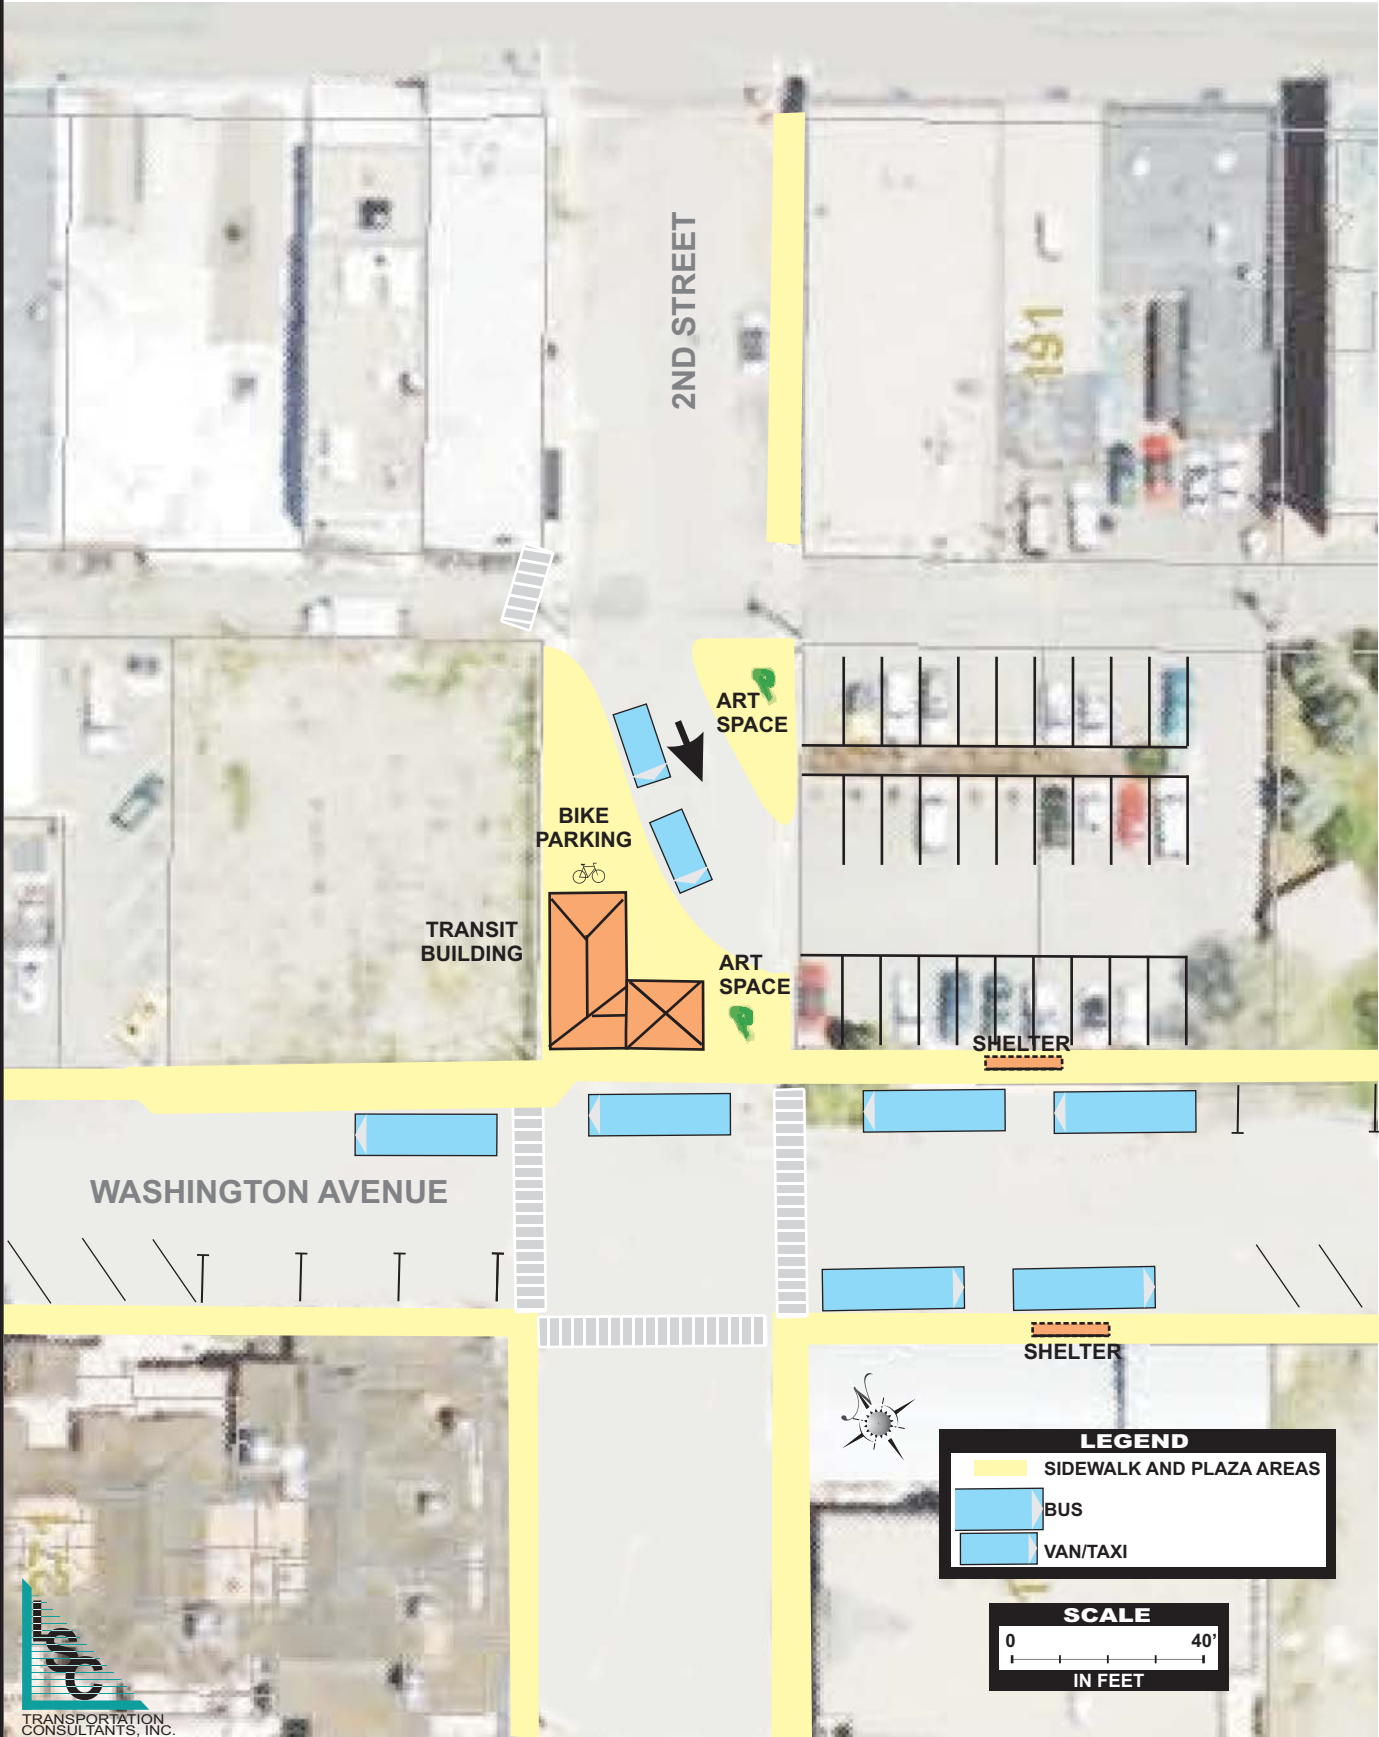 2ND STREET
191
ART
SPACE
BIKE
PARKING
TRANSIT
BUILDING
ART
SPACE
SHELTER
WASHINGTON AVENUE
SHELTER
N
LEGEND
SIDEWALK AND PLAZA AREAS
BUS
VAN/TAXI
SCALE
0 40'
IN FEET
LSC
TRANSPORTATION
CONSULTANTS, INC.